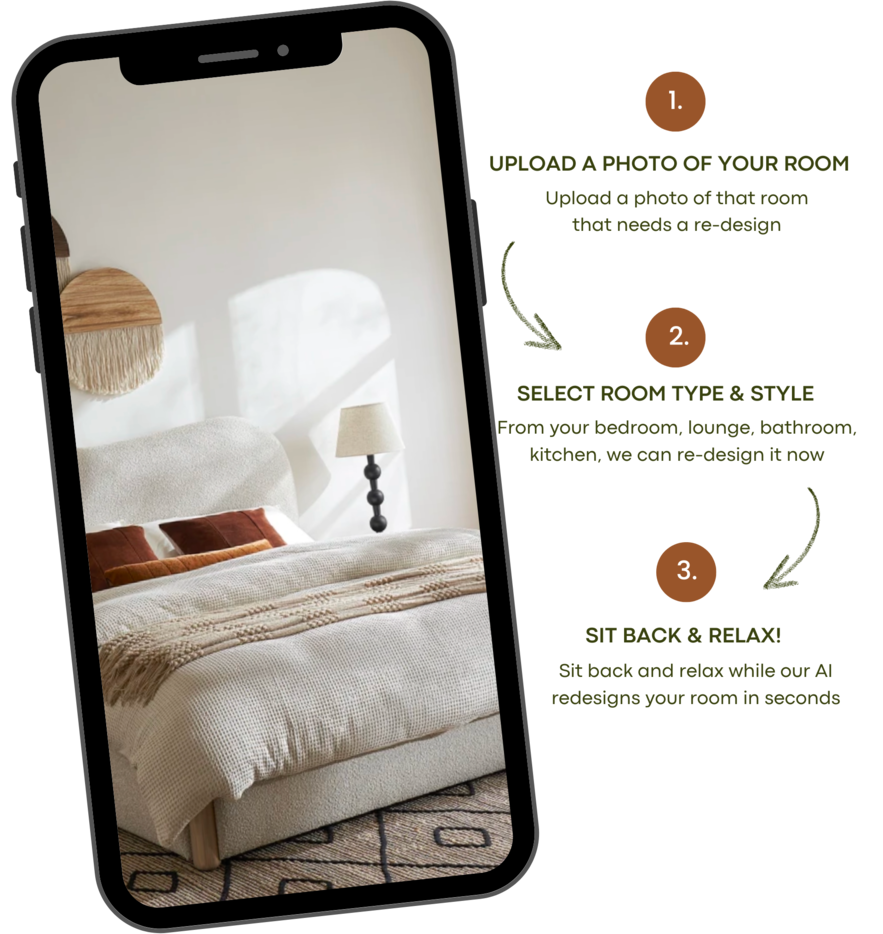 1.
UPLOAD A PHOTO OF YOUR ROOM
Upload a photo of that room
that needs a re-design
2.
SELECT ROOM TYPE & STYLE
From your bedroom, lounge, bathroom,
kitchen, we can re-design it now
3.
SIT BACK & RELAX!
Sit back and relax while our AI
redesigns your room in seconds